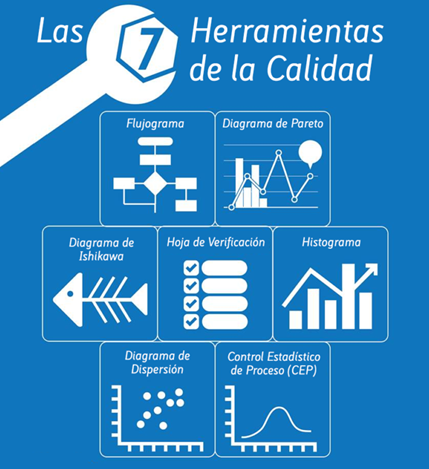 Las 7 Herramientas
de la Calidad
Flujograma
Diagrama de Pareto
Diagrama de
Ishikawa
Hoja de Verificación
Histograma
Diagrama de
Dispersión
Control Estadístico
de Proceso (CEP)